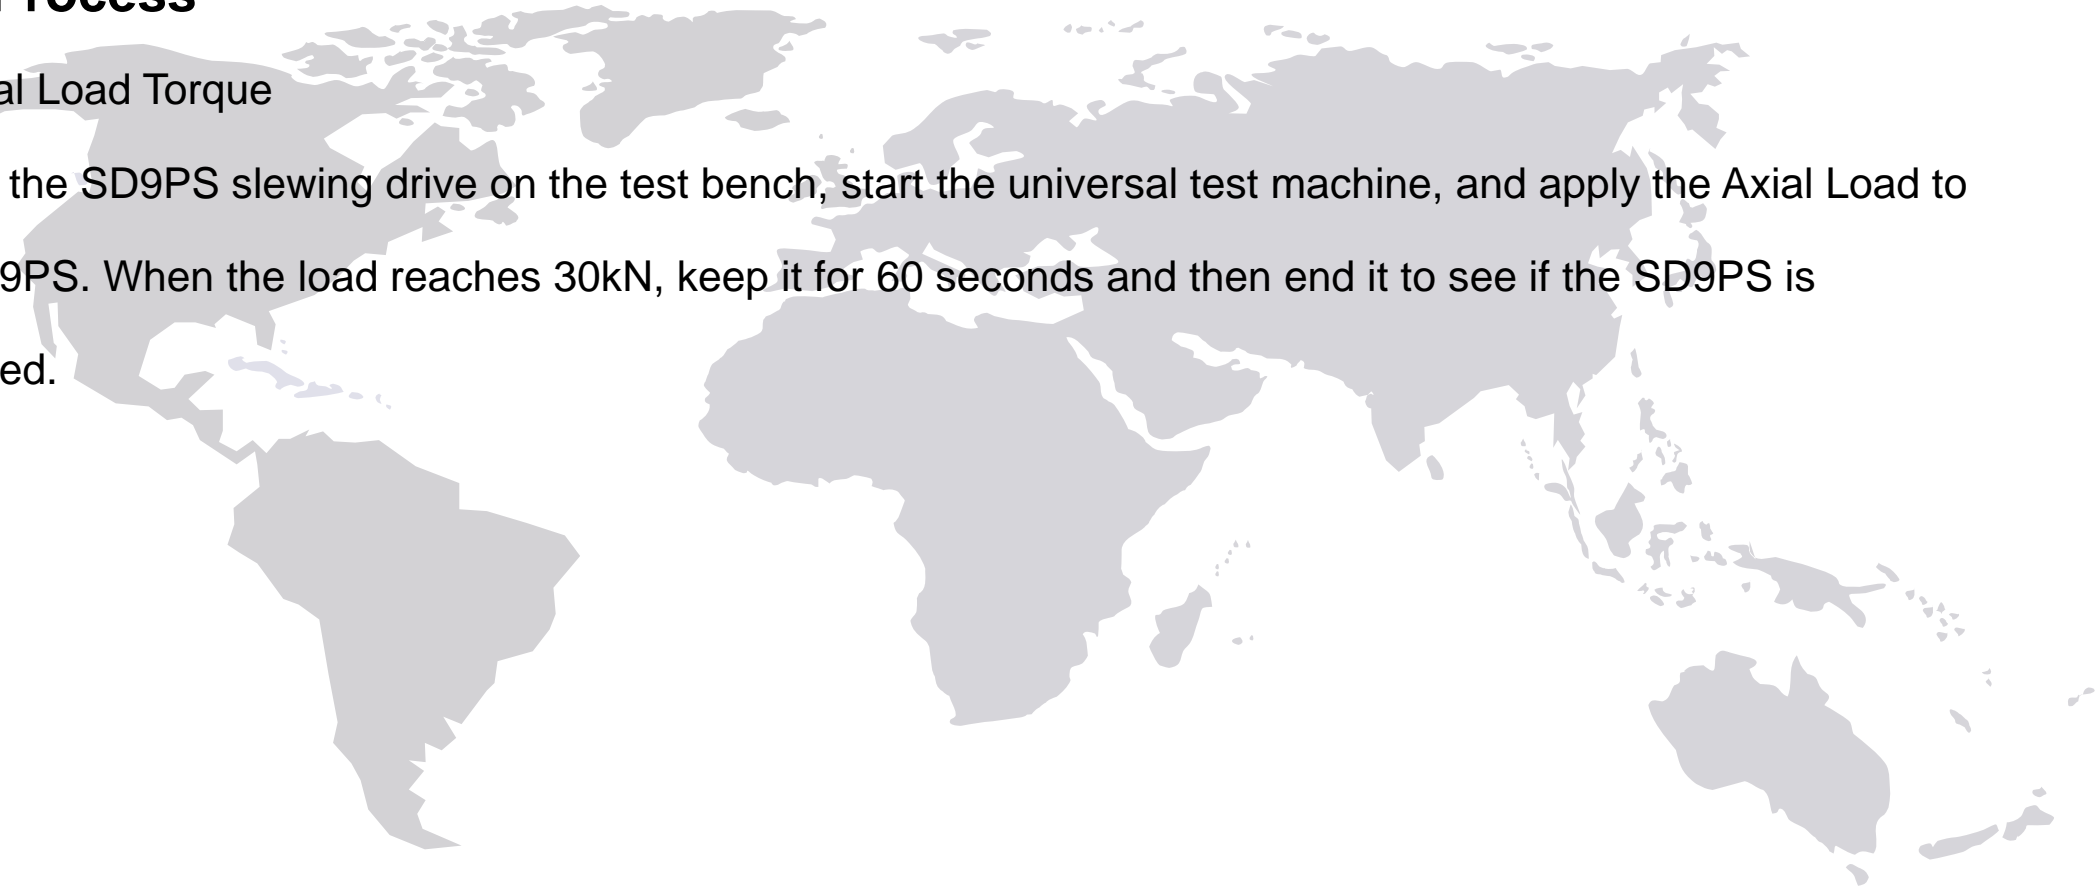 rocess
al Load Torque
the SD9PS slewing drive on the test bench, start the universal test machine, and apply the Axial Load to
9PS. When the load reaches 30kN, keep it for 60 seconds and then end it to see if the SD9PS is
ed.